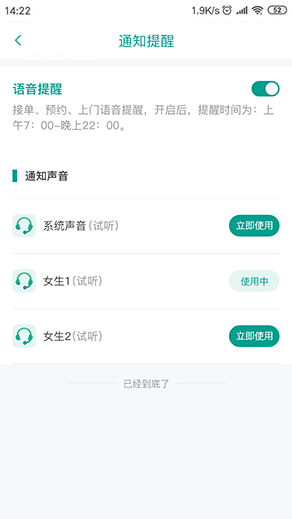 14:22
1.9K/s
52
通知提醒
语音提醒
接单、预约、上门语音提醒，开启后，提醒时间为：上
午7：00-晚上22：00。
通知声音
系统声音(试听)
立即使用
女生1(试听)
使用中
女生2(试听)
立即使用
已经到底了